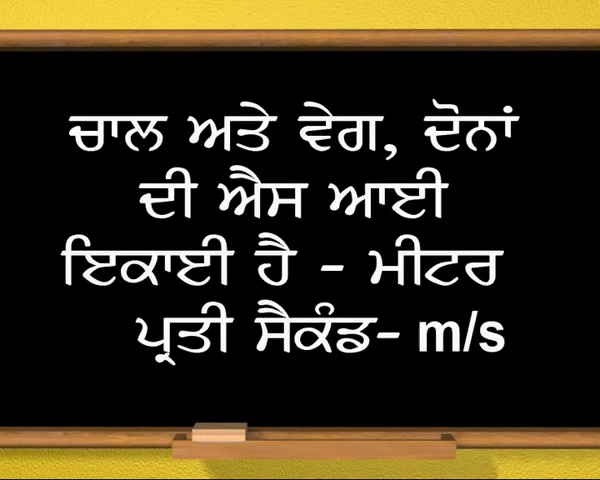 ਚਾਲ ਅਤੇ ਵੇਗ, ਦੋਨਾਂ
ਦੀ ਐਸ ਆਈ
ਇਕਾਈ ਹੈ - ਮੀਟਰ
ਪ੍ਰਤੀ ਸੈਕੰਡ- m/s